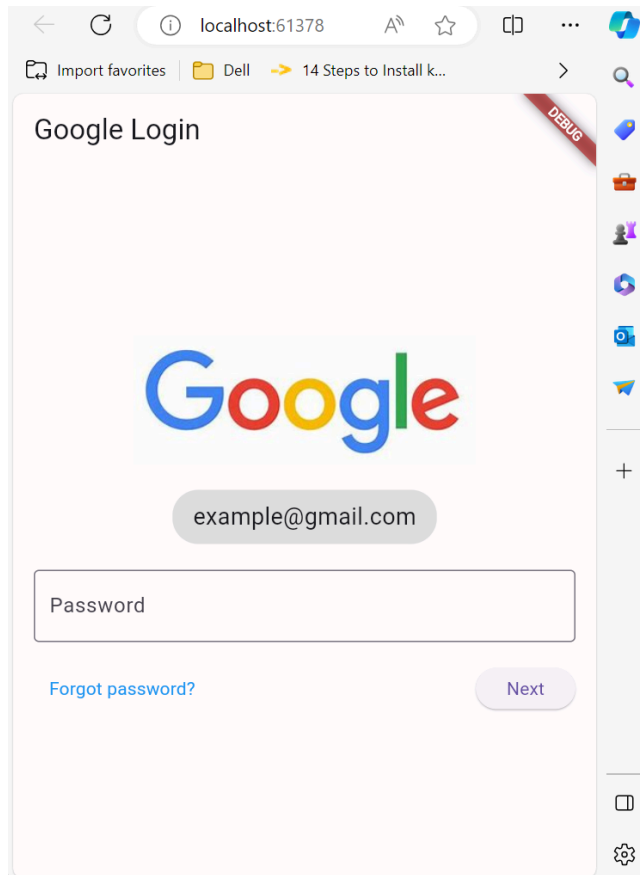 localhost:61378
Import favorites Dell 14 Steps to Install k...
Google Login
DEBUG
Google
example@gmail.com
Password
Forgot password? Next